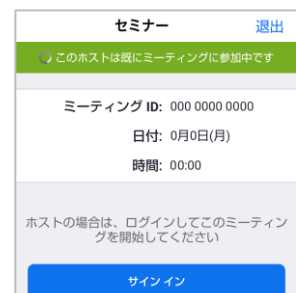 セミナー 退出
このホストは既にミーティングに参加中です
ミーティング ID: 000 0000 0000
日付: 0月0日(月)
時間: 00:00
ホストの場合は、ログインしてこのミーティン
グを開始してください
サインイン